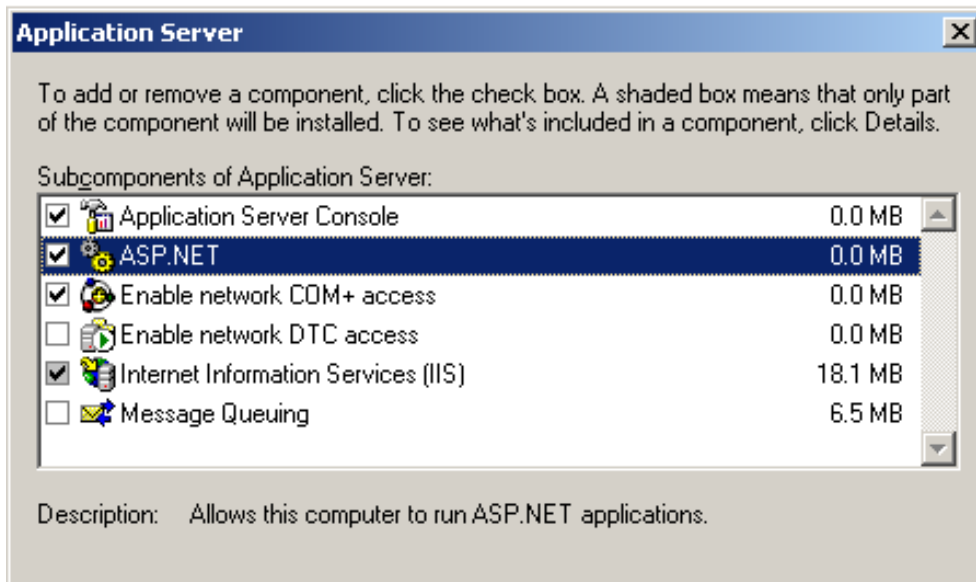 Application Server
To add or remove a component, click the check box. A shaded box means that only part
of the component will be installed. To see what's included in a component, click Details.
Subcomponents of Application Server:
Application Server Console 0.0 MB
ASP.NET 0.0 MB
Enable network COM+ access 0.0 MB
Enable network DTC access 0.0 MB
Internet Information Services (IIS) 18.1 MB
Message Queuing 6.5 MB
Description: Allows this computer to run ASP.NET applications.